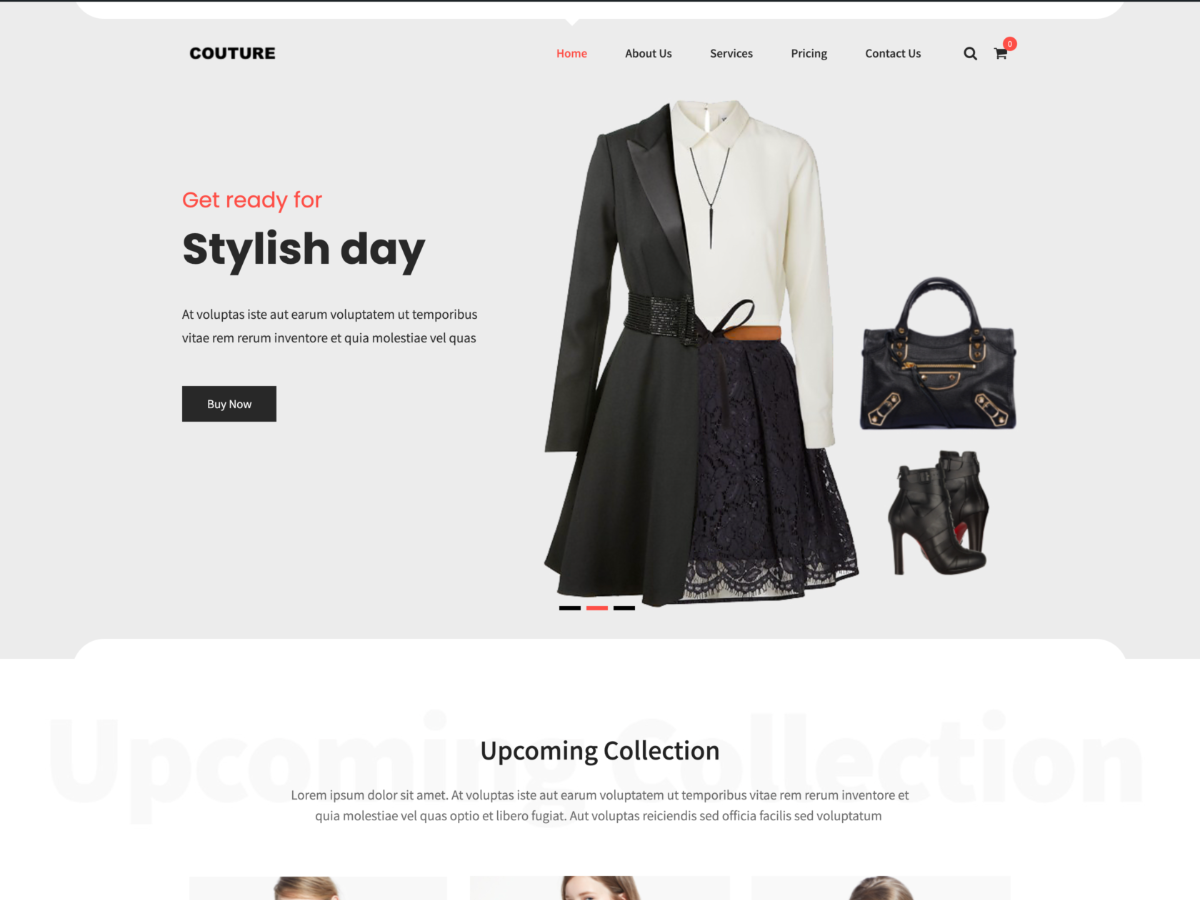 COUTURE
Home About Us Services Pricing Contact Us 0
Get ready for
Stylish day
At voluptas iste aut earum voluptatem ut temporibus
vitae rem rerum inventore et quia molestiae vel quas
Buy Now
Upcoming Collection
Upcoming Collection
Lorem ipsum dolor sit amet. At voluptas iste aut earum voluptatem ut temporibus vitae rem rerum inventore et
quia molestiae vel quas optio et libero fugiat. Aut voluptas reiciendis sed officia facilis sed voluptatum